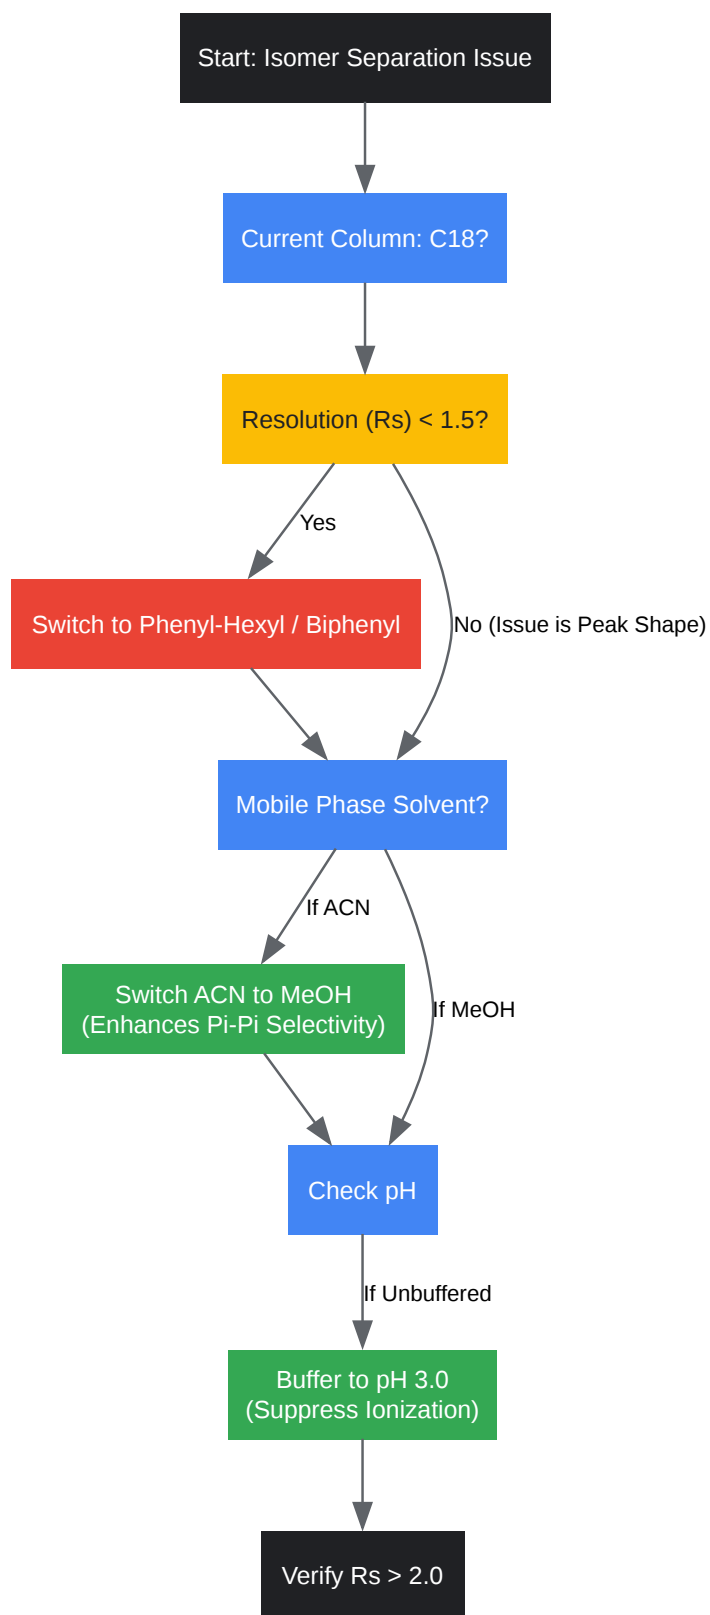 Start: Isomer Separation Issue
Current Column: C18?
Resolution (Rs) < 1.5?
Yes
Switch to Phenyl-Hexyl / Biphenyl
No (Issue is Peak Shape)
Mobile Phase Solvent?
If ACN
Switch ACN to MeOH
(Enhances Pi-Pi Selectivity)
If MeOH
Check pH
If Unbuffered
Buffer to pH 3.0
(Suppress Ionization)
Verify Rs > 2.0